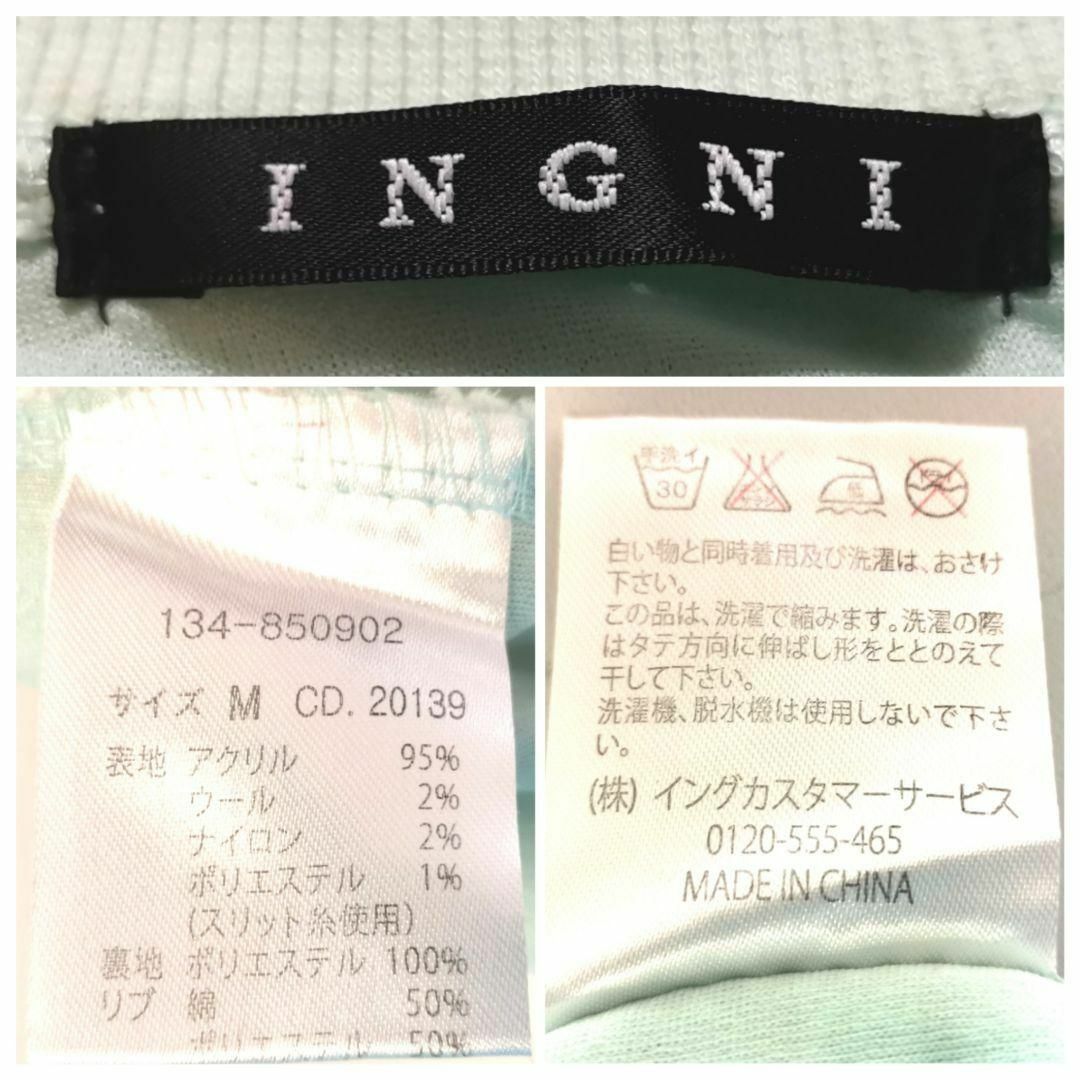 INGNI
134-850902
サイズ M CD. 20139
表地 アクリル 95%
ウール 2%
ナイロン 2%
ポリエステル 1%
(スリット糸使用)
裏地 ポリエステル 100%
リブ 綿 50%
ポリエステル 50%
手洗イ
30
低
白い物と同時着用及び洗濯は、おさけ
下さい。
この品は、洗濯で縮みます。洗濯の際
はタテ方向に伸ばし形をととのえて
干して下さい。
洗濯機、脱水機は使用しないで下さ
い。
(株) イングカスタマーサービス
0120-555-465
MADE IN CHINA